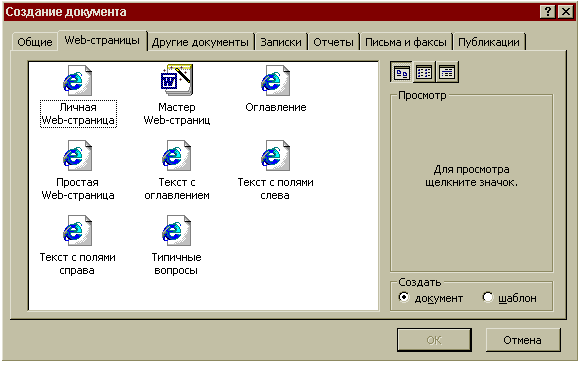 Создание документа
Общие Web-страницы Другие документы Записки Отчеты Письма и факсы Публикации
Личная
Web-страница
Мастер
Web-страниц
Оглавление
Простая
Web-страница
Текст с
оглавлением
Текст с полями
слева
Текст с полями
справа
Типичные
вопросы
Просмотр
Для просмотра
щелкните значок.
Создать
документ шаблон
ОК Отмена